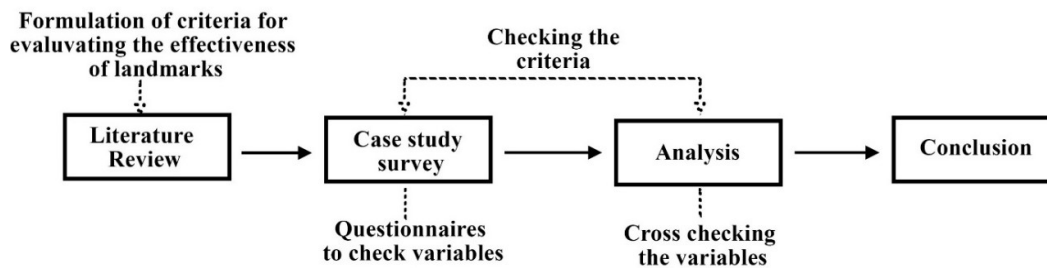 Formulation of criteria for
evaluvating the effectiveness
of landmarks
Checking the
criteria
Literature
Review
Case study
survey
Analysis
Conclusion
Questionnaires
to check variables
Cross checking
the variables